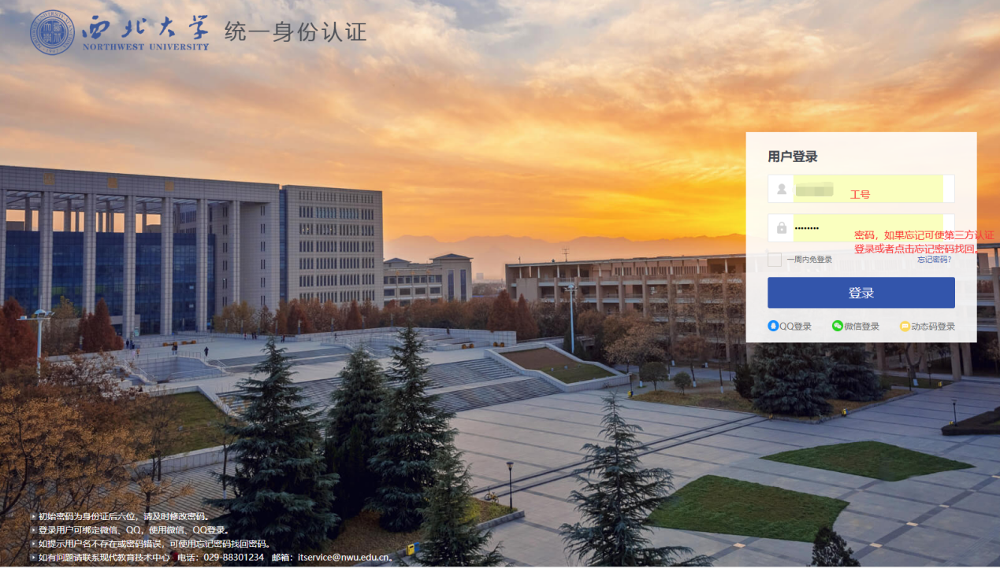 西北大学 统一身份认证
NORTHWEST UNIVERSITY
用户登录
工号
密码，如果忘记可使第三方认证
登录或者点击忘记密码找回。
一周内免登录 忘记密码?
登录
QQ登录 微信登录 动态码登录
初始密码为身份证后六位，请及时修改密码。
登录用户可绑定微信、QQ，使用微信、QQ登录。
如提示用户名不存在或密码错误，可使用忘记密码找回密码。
如有问题请联系现代教育技术中心 电话：029-88301234 邮箱：itservice@nwu.edu.cn。